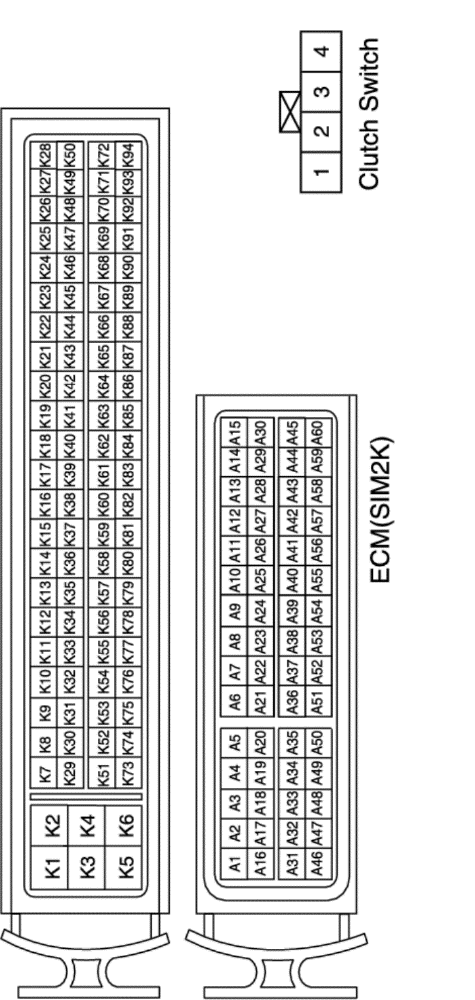 K1 K2 K7 K8 K9 K10 K11 K12 K13 K14 K15 K16 K17 K18 K19 K20 K21 K22 K23 K24 K25 K26 K27 K28
K29 K30 K31 K32 K33 K34 K35 K36 K37 K38 K39 K40 K41 K42 K43 K44 K45 K46 K47 K48 K49 K50
K3 K4
K51 K52 K53 K54 K55 K56 K57 K58 K59 K60 K61 K62 K63 K64 K65 K66 K67 K68 K69 K70 K71 K72
K5 K6 K73 K74 K75 K76 K77 K78 K79 K80 K81 K82 K83 K84 K85 K86 K87 K88 K89 K90 K91 K92 K93 K94
A1 A2 A3 A4 A5 A6 A7 A8 A9 A10 A11 A12 A13 A14 A15
A16 A17 A18 A19 A20 A21 A22 A23 A24 A25 A26 A27 A28 A29 A30
A31 A32 A33 A34 A35 A36 A37 A38 A39 A40 A41 A42 A43 A44 A45
A46 A47 A48 A49 A50 A51 A52 A53 A54 A55 A56 A57 A58 A59 A60
ECM(SIM2K)
1 2 3 4
Clutch Switch